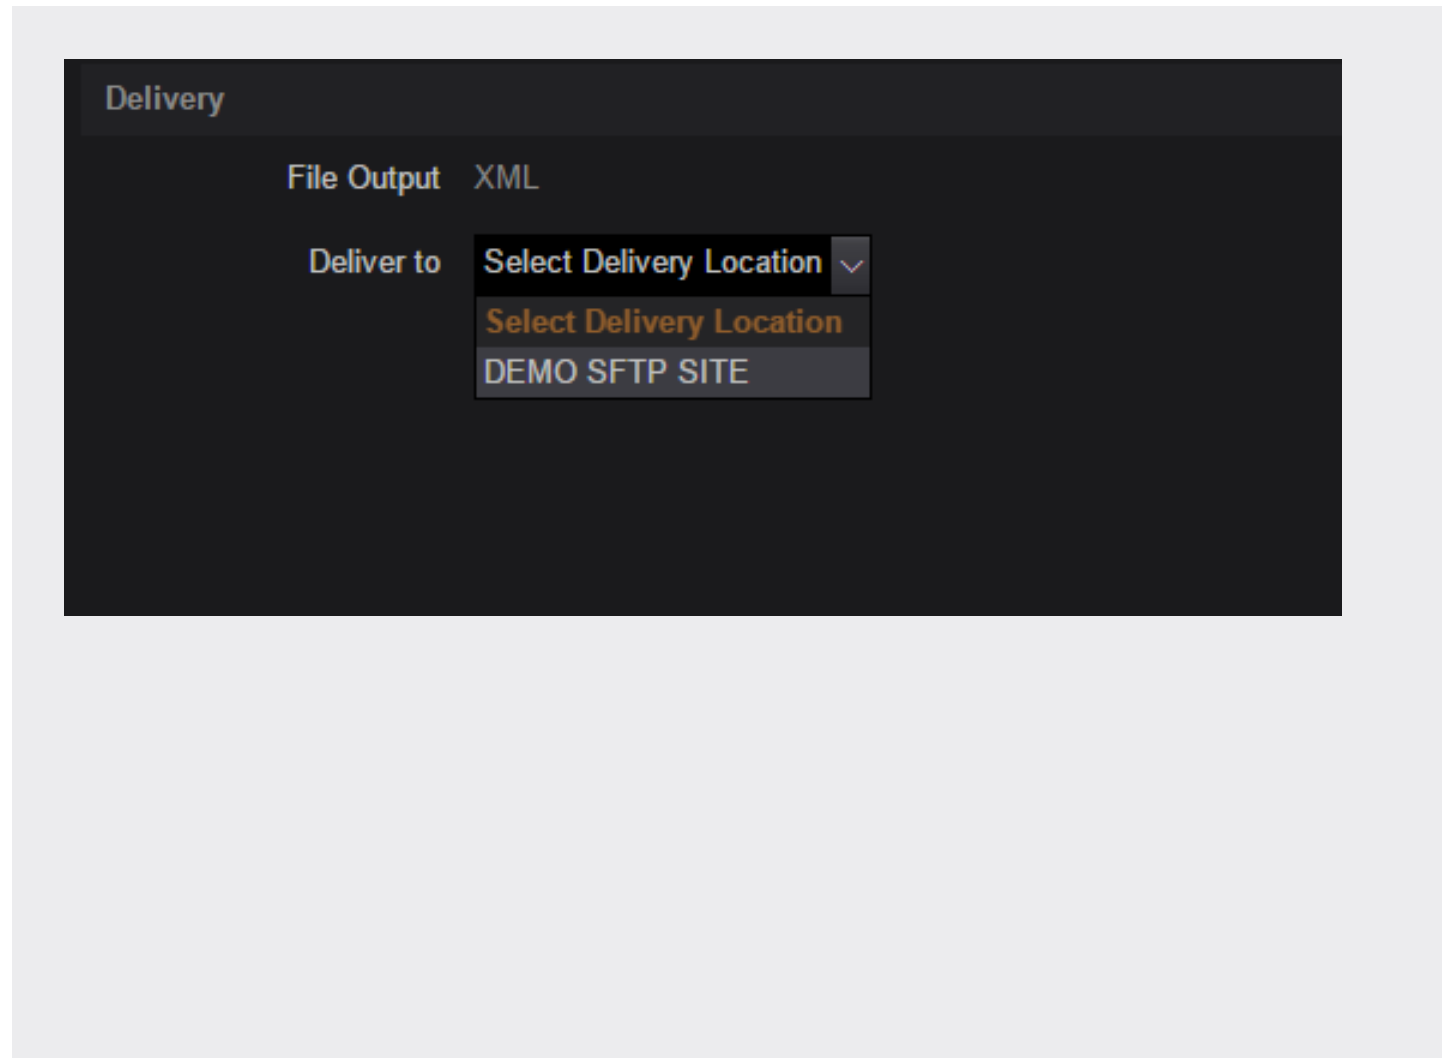 Delivery
File Output XML
Deliver to Select Delivery Location
Select Delivery Location
DEMO SFTP SITE